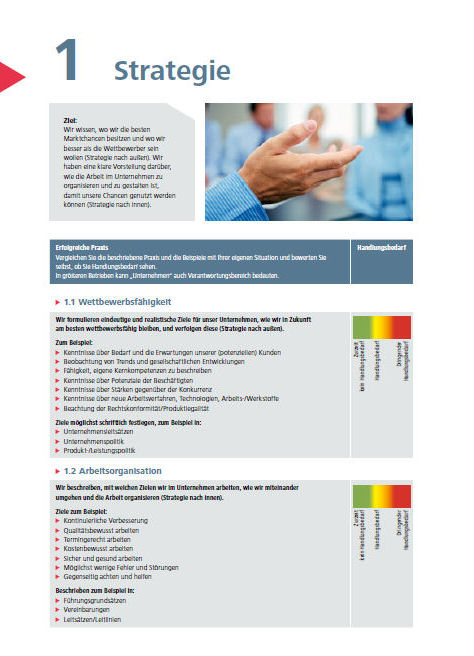 1 Strategie
Ziel:
Wir wissen, wo wir die besten
Marktchancen besitzen und wo wir
besser als die Wettbewerber sein
wollen (Strategie nach außen). Wir
haben eine klare Vorstellung darüber,
wie die Arbeit im Unternehmen zu
organisieren und zu gestalten ist,
damit unsere Chancen genutzt werden
können (Strategie nach innen).
Erfolgreiche Praxis
Vergleichen Sie die beschriebene Praxis und die Beispiele mit Ihrer eigenen Situation und bewerten Sie
selbst, ob Sie Handlungsbedarf sehen.
In größeren Betrieben kann „Unternehmen" auch Verantwortungsbereich bedeuten.
Handlungsbedarf
1.1 Wettbewerbsfähigkeit
Wir formulieren eindeutige und realistische Ziele für unser Unternehmen, wie wir in Zukunft
am besten wettbewerbsfähig bleiben, und verfolgen diese (Strategie nach außen).
Zum Beispiel:
Kenntnisse über Bedarf und die Erwartungen unserer (potenziellen) Kunden
Beobachtung von Trends und gesellschaftlichen Entwicklungen
Fähigkeit, eigene Kernkompetenzen zu beschreiben
Kenntnisse über Potenziale der Beschäftigten
Kenntnisse über Stärken gegenüber der Konkurrenz
Kenntnisse über neue Arbeitsverfahren, Technologien, Arbeits-/Werkstoffe
Beachtung der Rechtskonformität/Produktlegalität
Ziele möglichst schriftlich festlegen, zum Beispiel in:
Unternehmensleitsätzen
Unternehmenspolitik
Produkt-/Leistungspolitik
Zurzeit
kein Handlungsbedarf
Handlungsbedarf
Dringender
Handlungsbedarf
1.2 Arbeitsorganisation
Wir beschreiben, mit welchen Zielen wir im Unternehmen arbeiten, wie wir miteinander
umgehen und die Arbeit organisieren (Strategie nach innen).
Ziele zum Beispiel:
Kontinuierliche Verbesserung
Qualitätsbewusst arbeiten
Termingerecht arbeiten
Kostenbewusst arbeiten
Sicher und gesund arbeiten
Möglichst wenige Fehler und Störungen
Gegenseitig achten und helfen
Beschrieben zum Beispiel in:
Führungsgrundsätzen
Vereinbarungen
Leitsätzen/Leitlinien
Zurzeit
kein Handlungsbedarf
Handlungsbedarf
Dringender
Handlungsbedarf